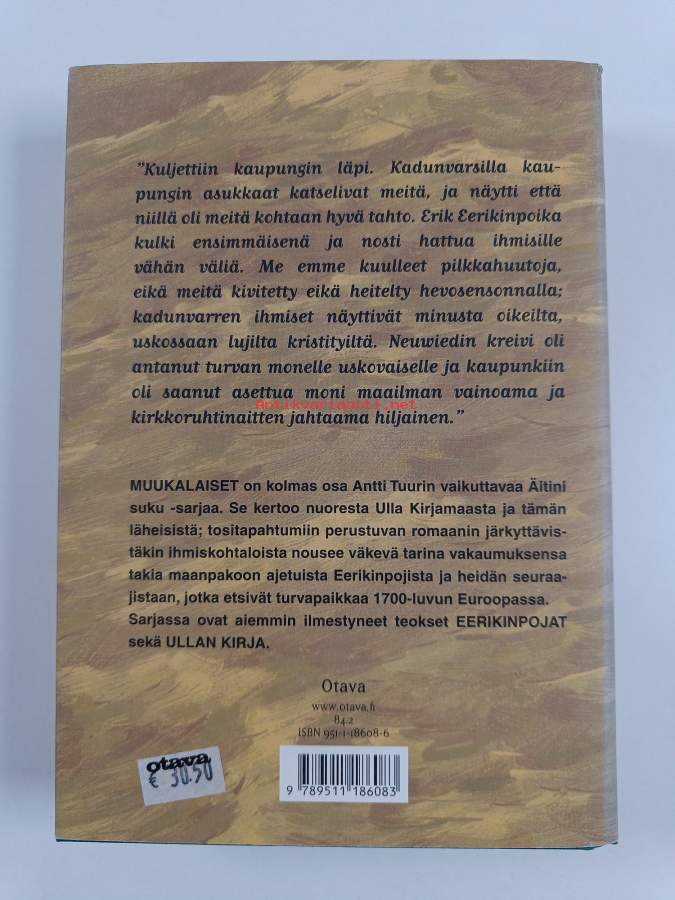 ”Kuljettiin kaupungin läpi. Kadunvarsilla kau-
pungin asukkaat katselivat meitä, ja näytti että
niillä oli meitä kohtaan hyvä tahto. Erik Eerikinpoika
kulki ensimmäisenä ja nosti hattua ihmisille
vähän väliä. Me emme kuulleet pilkkahuutoja,
eikä meitä kivitetty eikä heitelty hevosensonnalla;
kadunvarren ihmiset näyttivät minusta oikeilta,
uskossaan lujilta kristityiltä. Neuwiedin kreivi oli
antanut turvan monelle uskovaiselle ja kaupunkiin
oli saanut asettua moni maailman vainoama ja
Antikvariaatti.net
kirkkoruhtinaitten jahtaama hiljainen.”
MUUKALAISET on kolmas osa Antti Tuurin vaikuttavaa Äitini
suku -sarjaa. Se kertoo nuoresta Ulla Kirjamaasta ja tämän
läheisistä; tositapahtumiin perustuvan romaanin järkyttävis-
täkin ihmiskohtaloista nousee väkevä tarina vakaumuksensa
takia maanpakoon ajetuista Eerikinpojista ja heidän seuraa-
jistaan, jotka etsivät turvapaikkaa 1700-luvun Euroopassa.
Sarjassa ovat aiemmin ilmestyneet teokset EERIKINPOJAT
sekä ULLAN KIRJA.
Otava
www.otava.fi
84.2
ISBN 951-1-18608-6
otava
€ 30.50
9 789511 186083